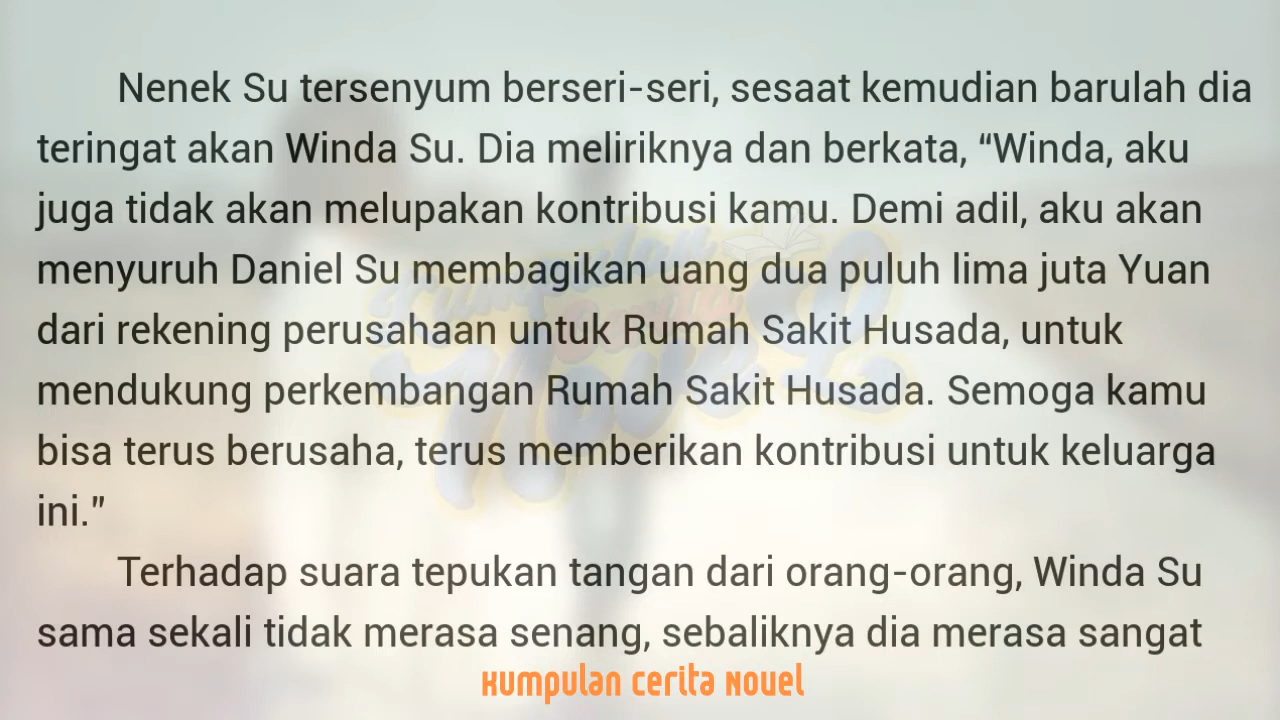 Nenek Su tersenyum berseri-seri, sesaat kemudian barulah dia
teringat akan Winda Su. Dia meliriknya dan berkata, “Winda, aku
juga tidak akan melupakan kontribusi kamu. Demi adil, aku akan
menyuruh Daniel Su membagikan uang dua puluh lima juta Yuan
dari rekening perusahaan untuk Rumah Sakit Husada, untuk
mendukung perkembangan Rumah Sakit Husada. Semoga kamu
bisa terus berusaha, terus memberikan kontribusi untuk keluarga
ini.”
Terhadap suara tepukan tangan dari orang-orang, Winda Su
sama sekali tidak merasa senang, sebaliknya dia merasa sangat
Kumpulan Cerita Novel